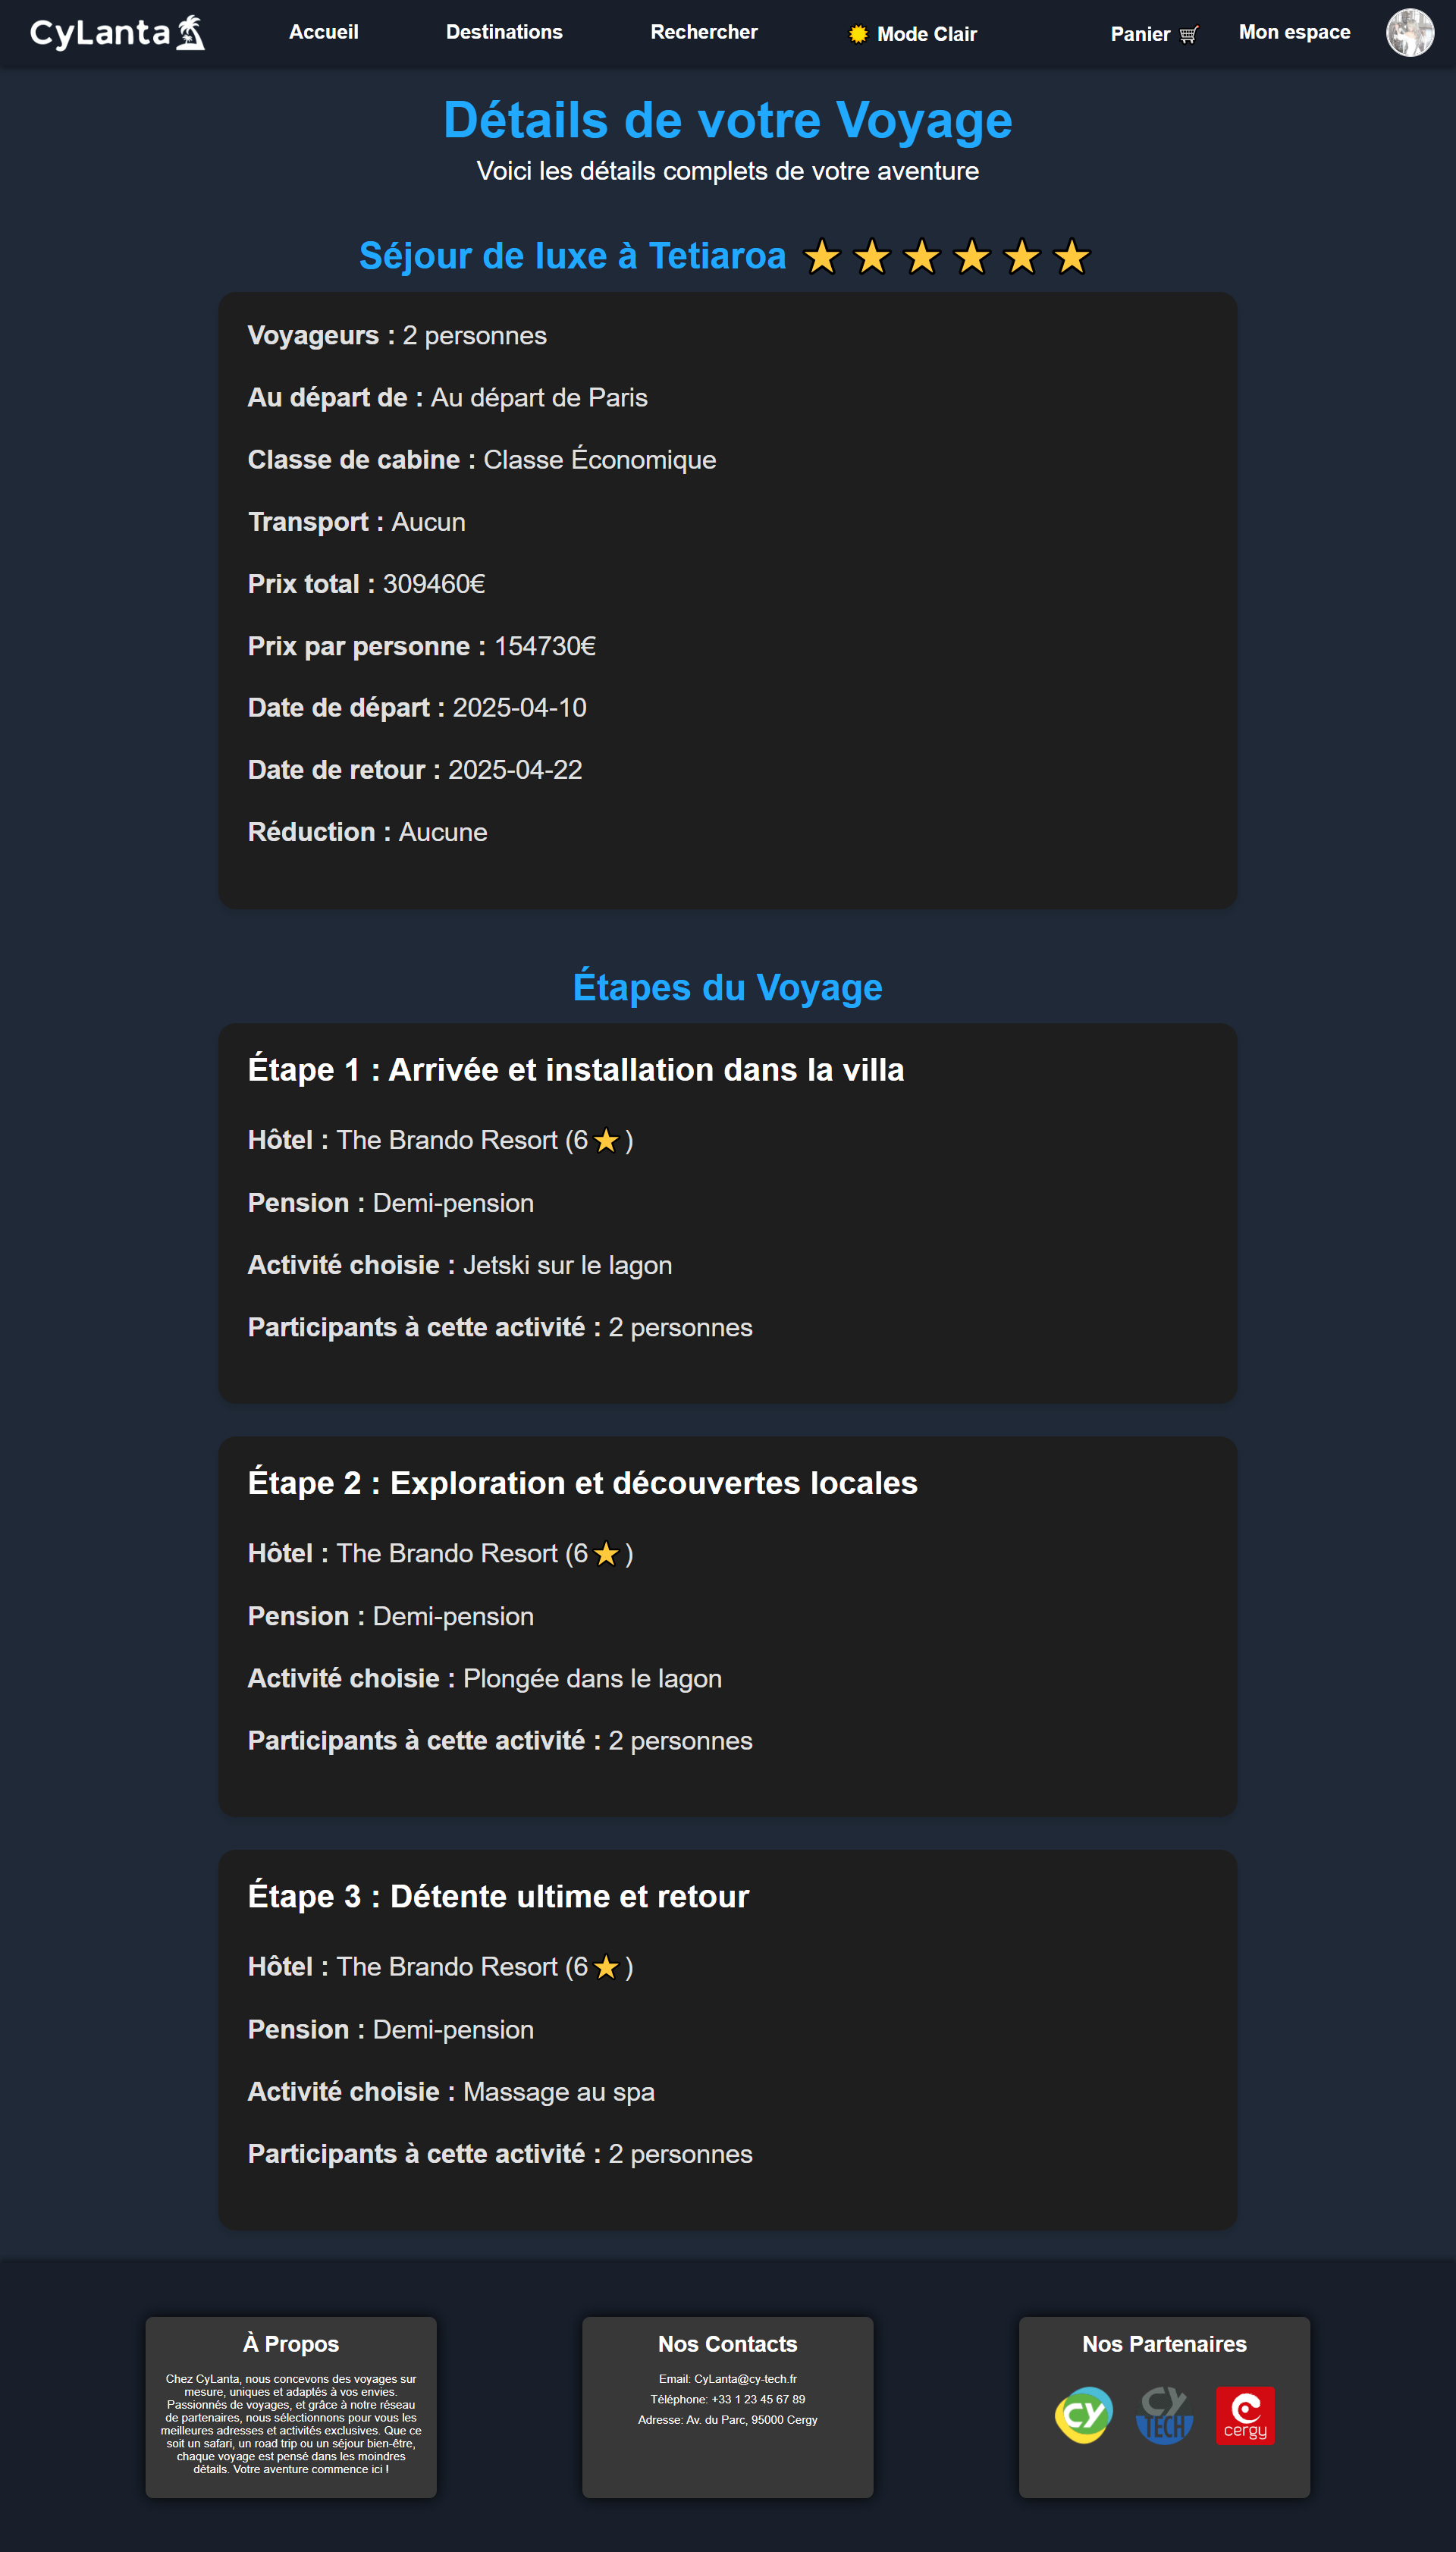 CyLanta
Accueil
Destinations
Rechercher
Mode Clair
Panier
Mon espace
Détails de votre Voyage
Voici les détails complets de votre aventure
Séjour de luxe à Tetiaroa
Voyageurs : 2 personnes
Au départ de : Au départ de Paris
Classe de cabine : Classe Économique
Transport : Aucun
Prix total : 309460€
Prix par personne : 154730€
Date de départ : 2025-04-10
Date de retour : 2025-04-22
Réduction : Aucune
Étapes du Voyage
Étape 1 : Arrivée et installation dans la villa
Hôtel : The Brando Resort (6⭐)
Pension : Demi-pension
Activité choisie : Jetski sur le lagon
Participants à cette activité : 2 personnes
Étape 2 : Exploration et découvertes locales
Hôtel : The Brando Resort (6⭐)
Pension : Demi-pension
Activité choisie : Plongée dans le lagon
Participants à cette activité : 2 personnes
Étape 3 : Détente ultime et retour
Hôtel : The Brando Resort (6⭐)
Pension : Demi-pension
Activité choisie : Massage au spa
Participants à cette activité : 2 personnes
À Propos
Chez CyLanta, nous concevons des voyages sur
mesure, uniques et adaptés à vos envies.
Passionnés de voyages, et grâce à notre réseau
de partenaires, nous sélectionnons pour vous les
meilleures adresses et activités exclusives. Que ce
soit un safari, un road trip ou un séjour bien-être,
chaque voyage est pensé dans les moindres
détails. Votre aventure commence ici !
Nos Contacts
Email: CyLanta@cy-tech.fr
Téléphone: +33 1 23 45 67 89
Adresse: Av. du Parc, 95000 Cergy
Nos Partenaires
CY
CY
TECH
cergy